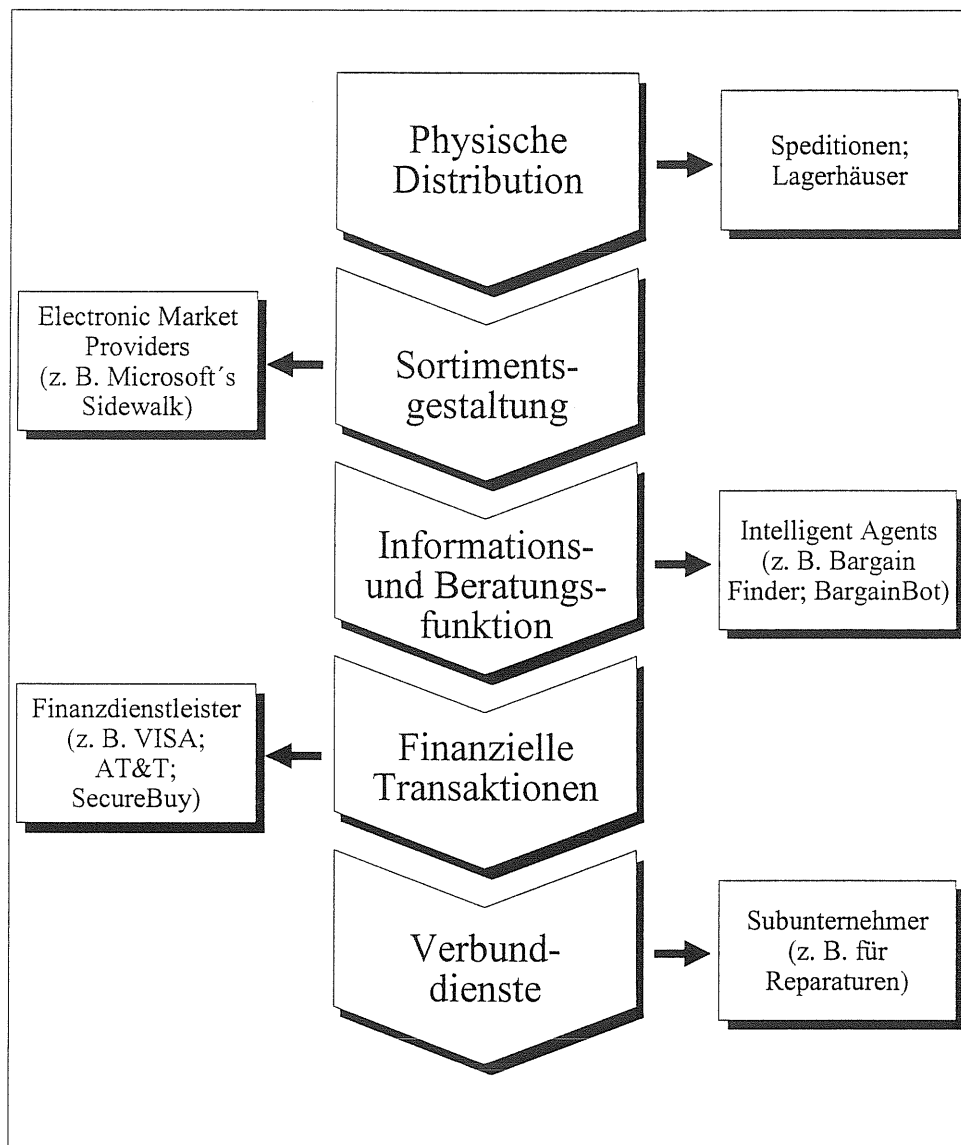 Physische
Distribution
Speditionen;
Lagerhäuser
Electronic Market
Providers
(z. B. Microsoft´s
Sidewalk)
Sortiments-
gestaltung
Informations-
und Beratungs-
funktion
Intelligent Agents
(z. B. Bargain
Finder; BargainBot)
Finanzdienstleister
(z. B. VISA;
AT&T;
SecureBuy)
Finanzielle
Transaktionen
Verbund-
dienste
Subunternehmer
(z. B. für
Reparaturen)